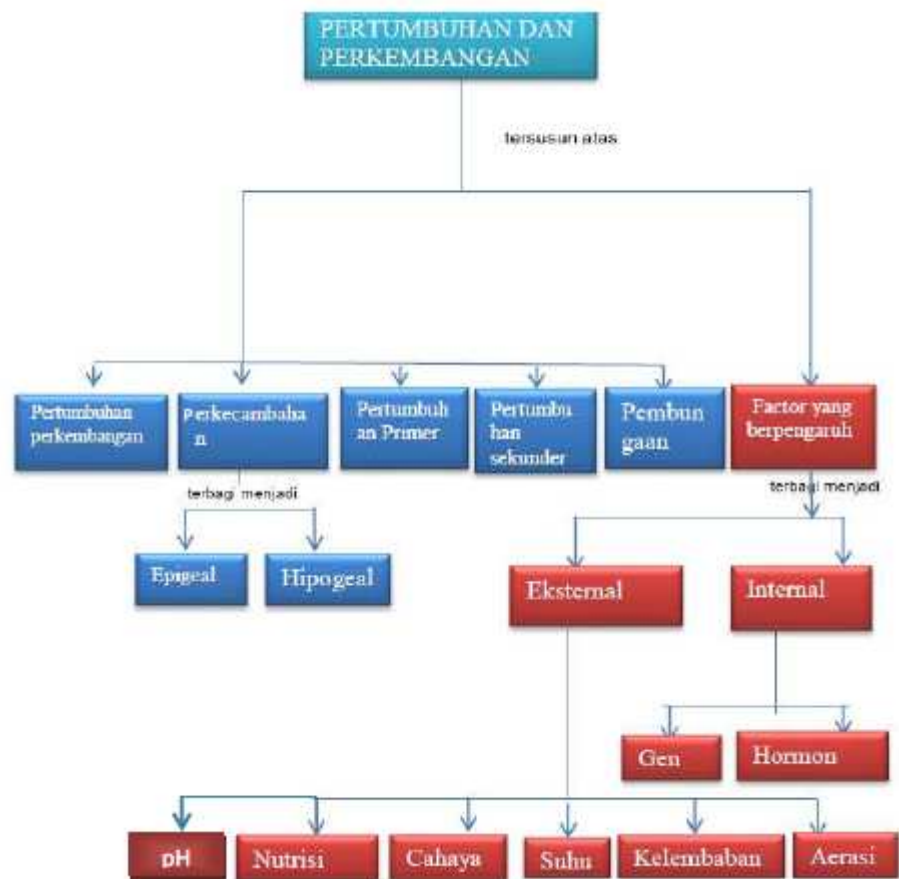 PERTUMBUHAN DAN
PERKEMBANGAN
tersusun atas
Pertumbuhan
perkembangan
Perkecambaha
n
Pertumbuh
an Primer
Pertumbu
han
sekunder
Pembun
gaan
Factor yang
berpengaruh
terbagi menjadi
terbagi menjadi
Epigeal
Hipogeal
Eksternal
Internal
Gen
Hormon
pH
Nutrisi
Cahaya
Suhu
Kelembaban
Aerasi